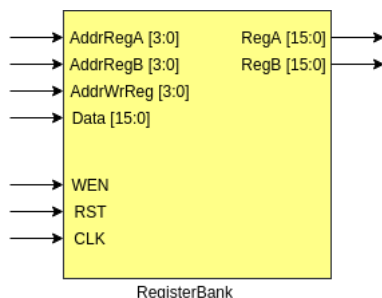 AddrRegA [3:0] RegA [15:0]
AddrRegB [3:0] RegB [15:0]
AddrWrReg [3:0]
Data [15:0]
WEN
RST
CLK
RegisterBank